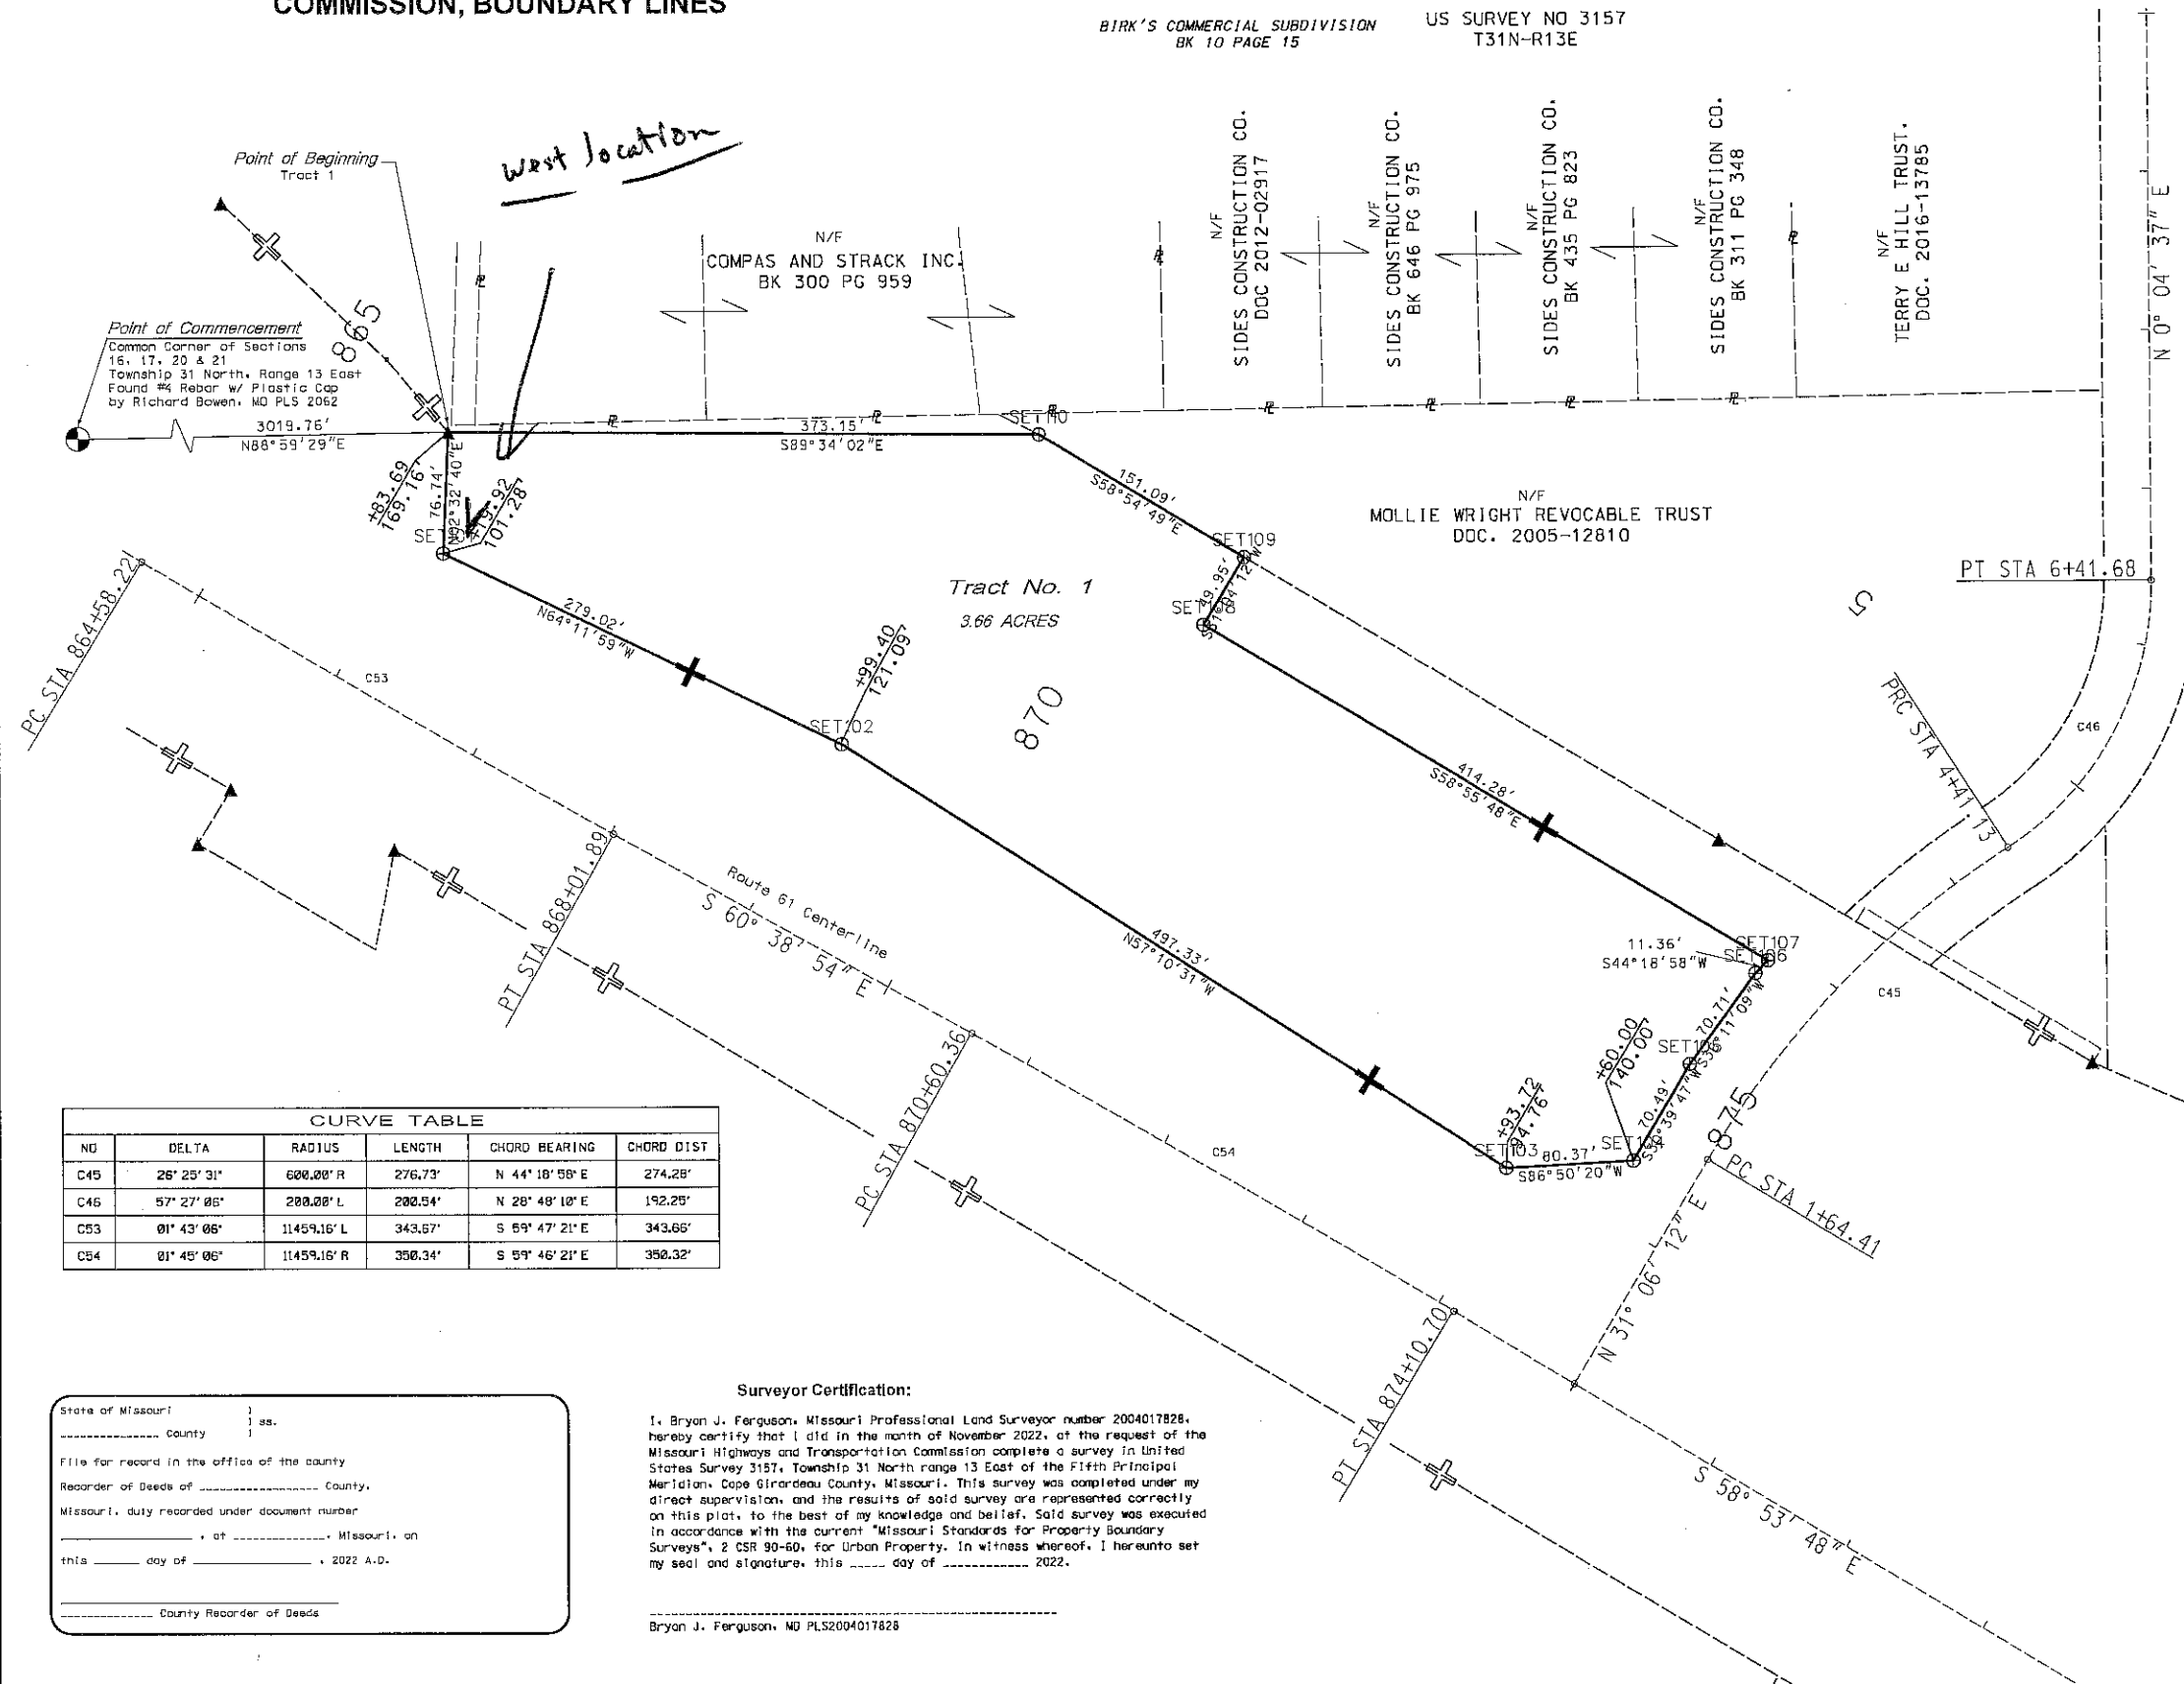 COMMISSION, BOUNDARY LINES
BIRK'S COMMERCIAL SUBDIVISION
BK 10 PAGE 15
US SURVEY NO 3157
T31N-R13E
west location
Point of Beginning
Tract 1
Point of Commencement
Common Corner of Sections
16, 17, 20 & 21
Township 31 North, Range 13 East
Found #4 Rebar w/ Plastic Cap
by Richard Bowen, MO PLS 2062
865
3019.76'
N88°59'29"E
N/F
COMPAS AND STRACK INC.
BK 300 PG 959
N/F
SIDES CONSTRUCTION CO.
DOC 2012-02917
N/F
SIDES CONSTRUCTION CO.
BK 646 PG 975
N/F
SIDES CONSTRUCTION CO.
BK 435 PG 823
N/F
SIDES CONSTRUCTION CO.
BK 311 PG 348
N/F
TERRY E HILL TRUST.
DOC. 2016-13785
N 0° 04' 37" E
373.15'
S89°34'02"E
SET110
+83.69
169.16'
76.74'
N02°32'40"E
+19.92
101.28'
151.09'
S58°54'49"E
SET109
49.95'
SET108
N/F
MOLLIE WRIGHT REVOCABLE TRUST
DOC. 2005-12810
PT STA 6+41.68
5
Tract No. 1
3.66 ACRES
PC STA 864+58.22
C53
279.02'
N64°11'59"W
+99.40
121.09'
SET102
870
PRC STA 4+41.13
C46
414.28'
S58°55'48"E
PT STA 868+01.89
Route 61 Centerline
S 60° 38' 54" E
497.33'
N57°10'31"W
11.36'
S44°18'58"W
SET107
SET106
70.71'
S36°11'09"W
C45
PC STA 870+60.36
+60.00
140.00'
+93.72
94.76'
SET103
80.37'
S86°50'20"W
70.49'
875
PC STA 1+64.41
N 31° 06' 12" E
C54
PT STA 874+10.70
S 58° 53' 48" E
CURVE TABLE
NO DELTA RADIUS LENGTH CHORD BEARING CHORD DIST
C45 26° 25' 31" 600.00' R 276.73' N 44° 18' 58" E 274.28'
C46 57° 27' 06" 200.00' L 200.54' N 28° 48' 10" E 192.25'
C53 01° 43' 06" 11459.16' L 343.67' S 59° 47' 21" E 343.66'
C54 01° 45' 06" 11459.16' R 350.34' S 59° 46' 21" E 350.32'
State of Missouri )
) ss.
County )
File for record in the office of the county
Recorder of Deeds of County,
Missouri, duty recorded under document number
, at , Missouri, on
this day of , 2022 A.D.
County Recorder of Deeds
Surveyor Certification:
I, Bryan J. Ferguson, Missouri Professional Land Surveyor number 2004017828,
hereby certify that I did in the month of November 2022, at the request of the
Missouri Highways and Transportation Commission complete a survey in United
States Survey 3157, Township 31 North range 13 East of the Fifth Principal
Meridian, Cape Girardeau County, Missouri. This survey was completed under my
direct supervision, and the results of said survey are represented correctly
on this plat, to the best of my knowledge and belief. Said survey was executed
in accordance with the current "Missouri Standards for Property Boundary
Surveys", 2 CSR 90-60, for Urban Property. In witness whereof, I hereunto set
my seal and signature, this day of 2022.
Bryan J. Ferguson, MO PLS2004017828